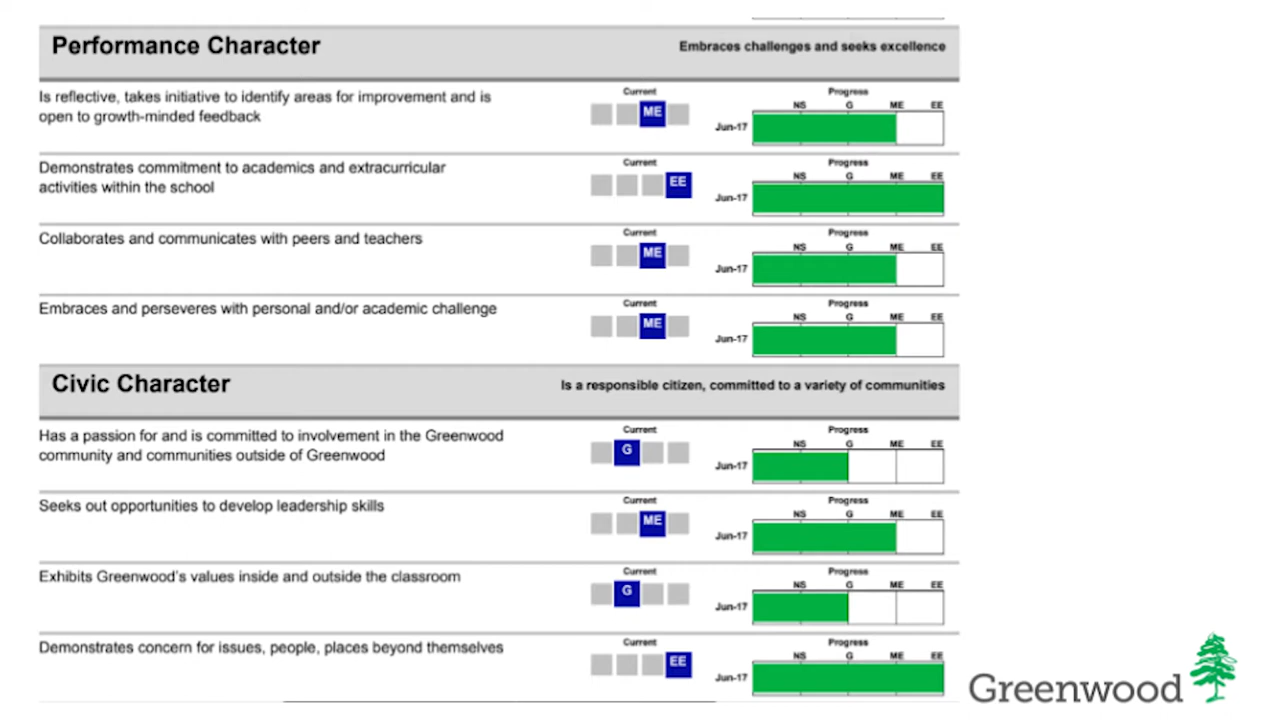 Performance Character
Embraces challenges and seeks excellence
Is reflective, takes initiative to identify areas for improvement and is
open to growth-minded feedback
Current
ME
Progress
NS G ME EE
Jun-17
Demonstrates commitment to academics and extracurricular
activities within the school
Current
EE
Progress
NS G ME EE
Jun-17
Collaborates and communicates with peers and teachers
Current
ME
Progress
NS G ME EE
Jun-17
Embraces and perseveres with personal and/or academic challenge
Current
ME
Progress
NS G ME EE
Jun-17
Civic Character
Is a responsible citizen, committed to a variety of communities
Has a passion for and is committed to involvement in the Greenwood
community and communities outside of Greenwood
Current
G
Progress
NS G ME EE
Jun-17
Seeks out opportunities to develop leadership skills
Current
ME
Progress
NS G ME EE
Jun-17
Exhibits Greenwood's values inside and outside the classroom
Current
G
Progress
NS G ME EE
Jun-17
Demonstrates concern for issues, people, places beyond themselves
Current
EE
Progress
NS G ME EE
Jun-17
Greenwood